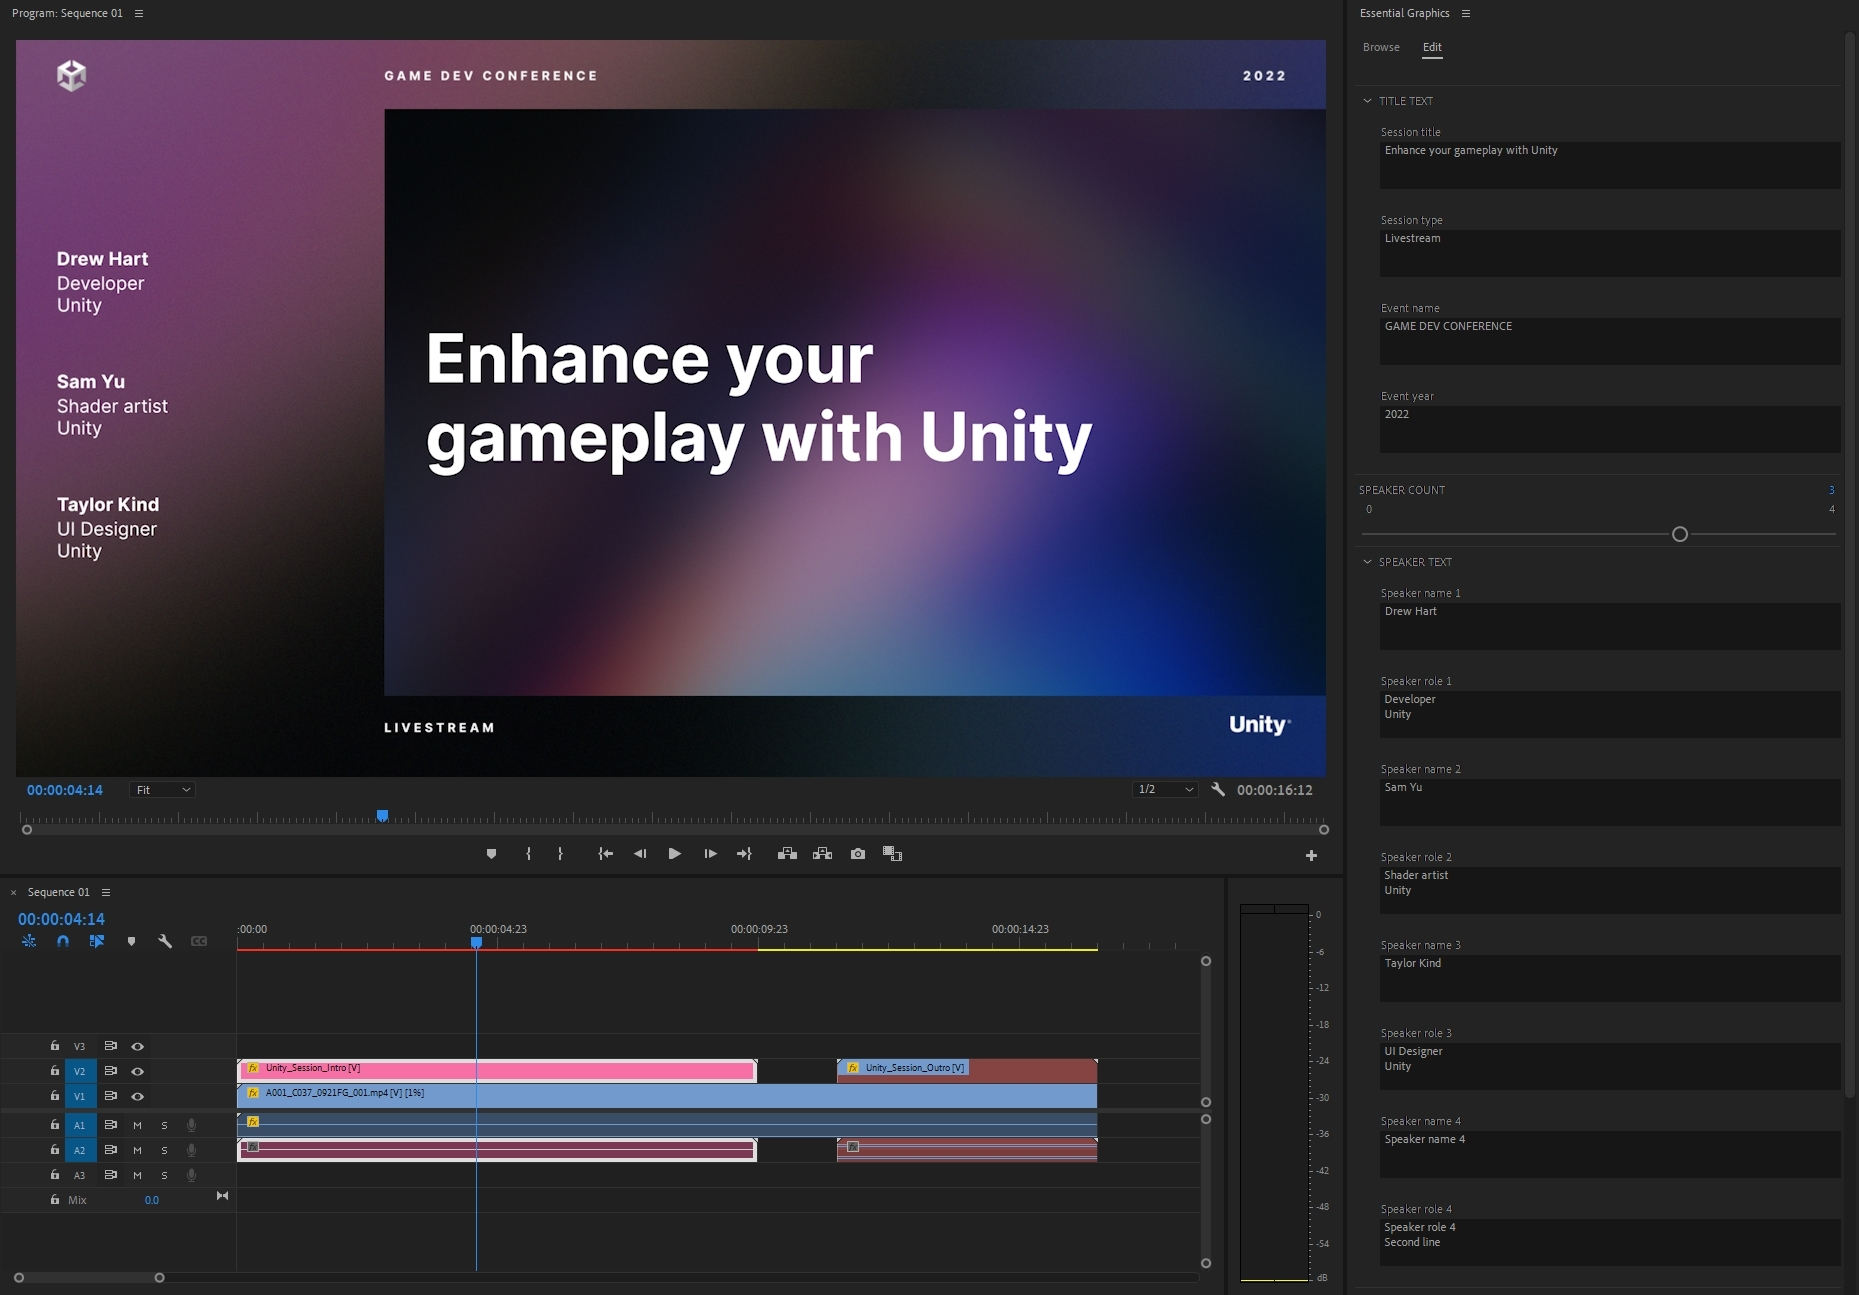 Program: Sequence 01
GAME DEV CONFERENCE
2022
Drew Hart
Developer
Unity
Sam Yu
Shader artist
Unity
Taylor Kind
UI Designer
Unity
Enhance your
gameplay with Unity
LIVESTREAM
Unity
00:00:04:14
Fit
1/2
00:00:16:12
Sequence 01
00:00:04:14
:00:00
00:00:04:23
00:00:09:23
00:00:14:23
V3
V2
fx Unity_Session_Intro [V]
fx Unity_Session_Outro [V]
V1
fx A001_C037_0921FG_001.mp4 [V] [1%]
A1 M S
fx
A2 M S
fx
fx
A3 M S
Mix 0.0
0
-6
-12
-18
-24
-30
-36
-42
-48
-54
dB
Essential Graphics
Browse
Edit
TITLE TEXT
Session title
Enhance your gameplay with Unity
Session type
Livestream
Event name
GAME DEV CONFERENCE
Event year
2022
SPEAKER COUNT 3
0 4
SPEAKER TEXT
Speaker name 1
Drew Hart
Speaker role 1
Developer
Unity
Speaker name 2
Sam Yu
Speaker role 2
Shader artist
Unity
Speaker name 3
Taylor Kind
Speaker role 3
UI Designer
Unity
Speaker name 4
Speaker name 4
Speaker role 4
Speaker role 4
Second line